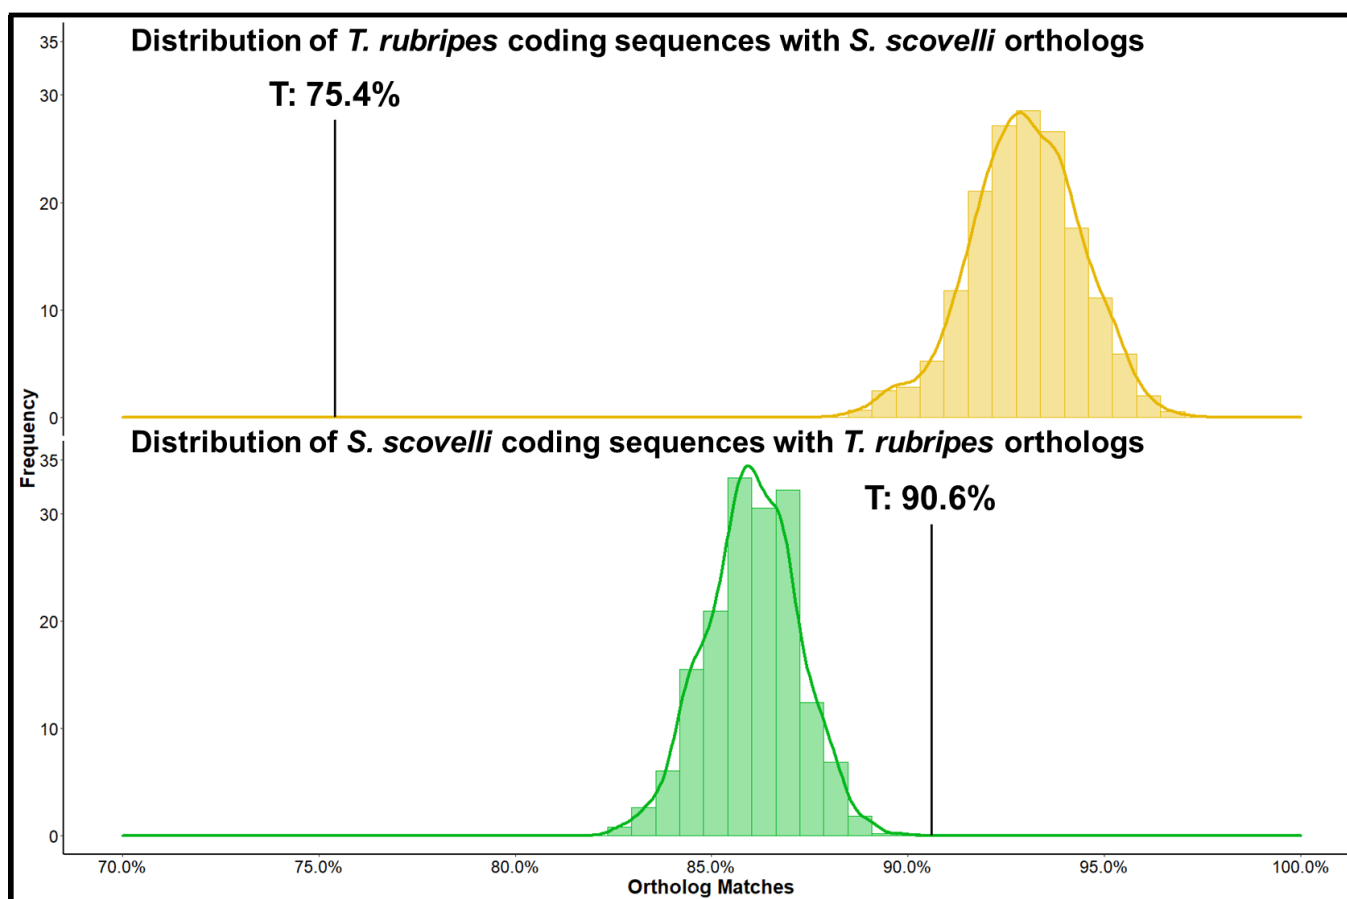 Distribution of T. rubripes coding sequences with S. scovelli orthologs
T: 75.4%
35
30
20
10
0
Distribution of S. scovelli coding sequences with T. rubripes orthologs
T: 90.6%
35
30
20
10
0
Frequency
70.0% 75.0% 80.0% 85.0% 90.0% 95.0% 100.0%
Ortholog Matches